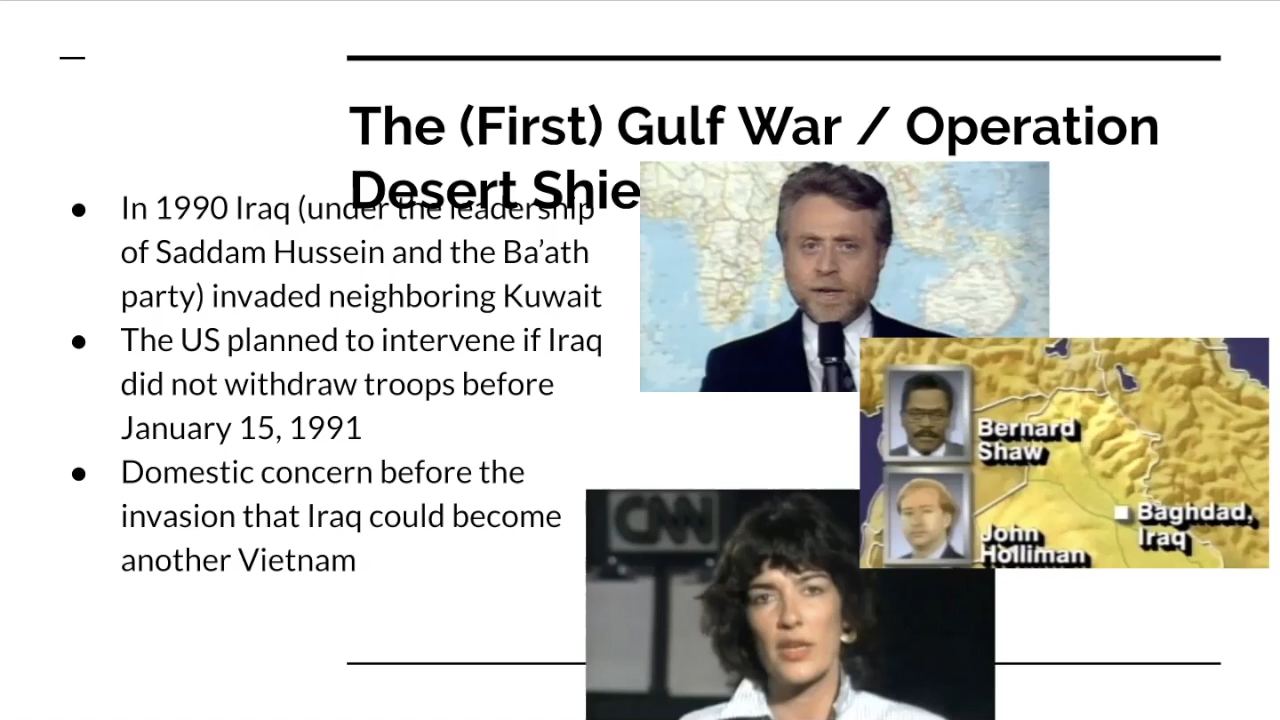 The (First) Gulf War / Operation
Desert Shie
● In 1990 Iraq (under the leadership
of Saddam Hussein and the Ba’ath
party) invaded neighboring Kuwait
● The US planned to intervene if Iraq
did not withdraw troops before
January 15, 1991
● Domestic concern before the
invasion that Iraq could become
another Vietnam
Bernard
Shaw
John
Holliman
Baghdad,
Iraq
CNN